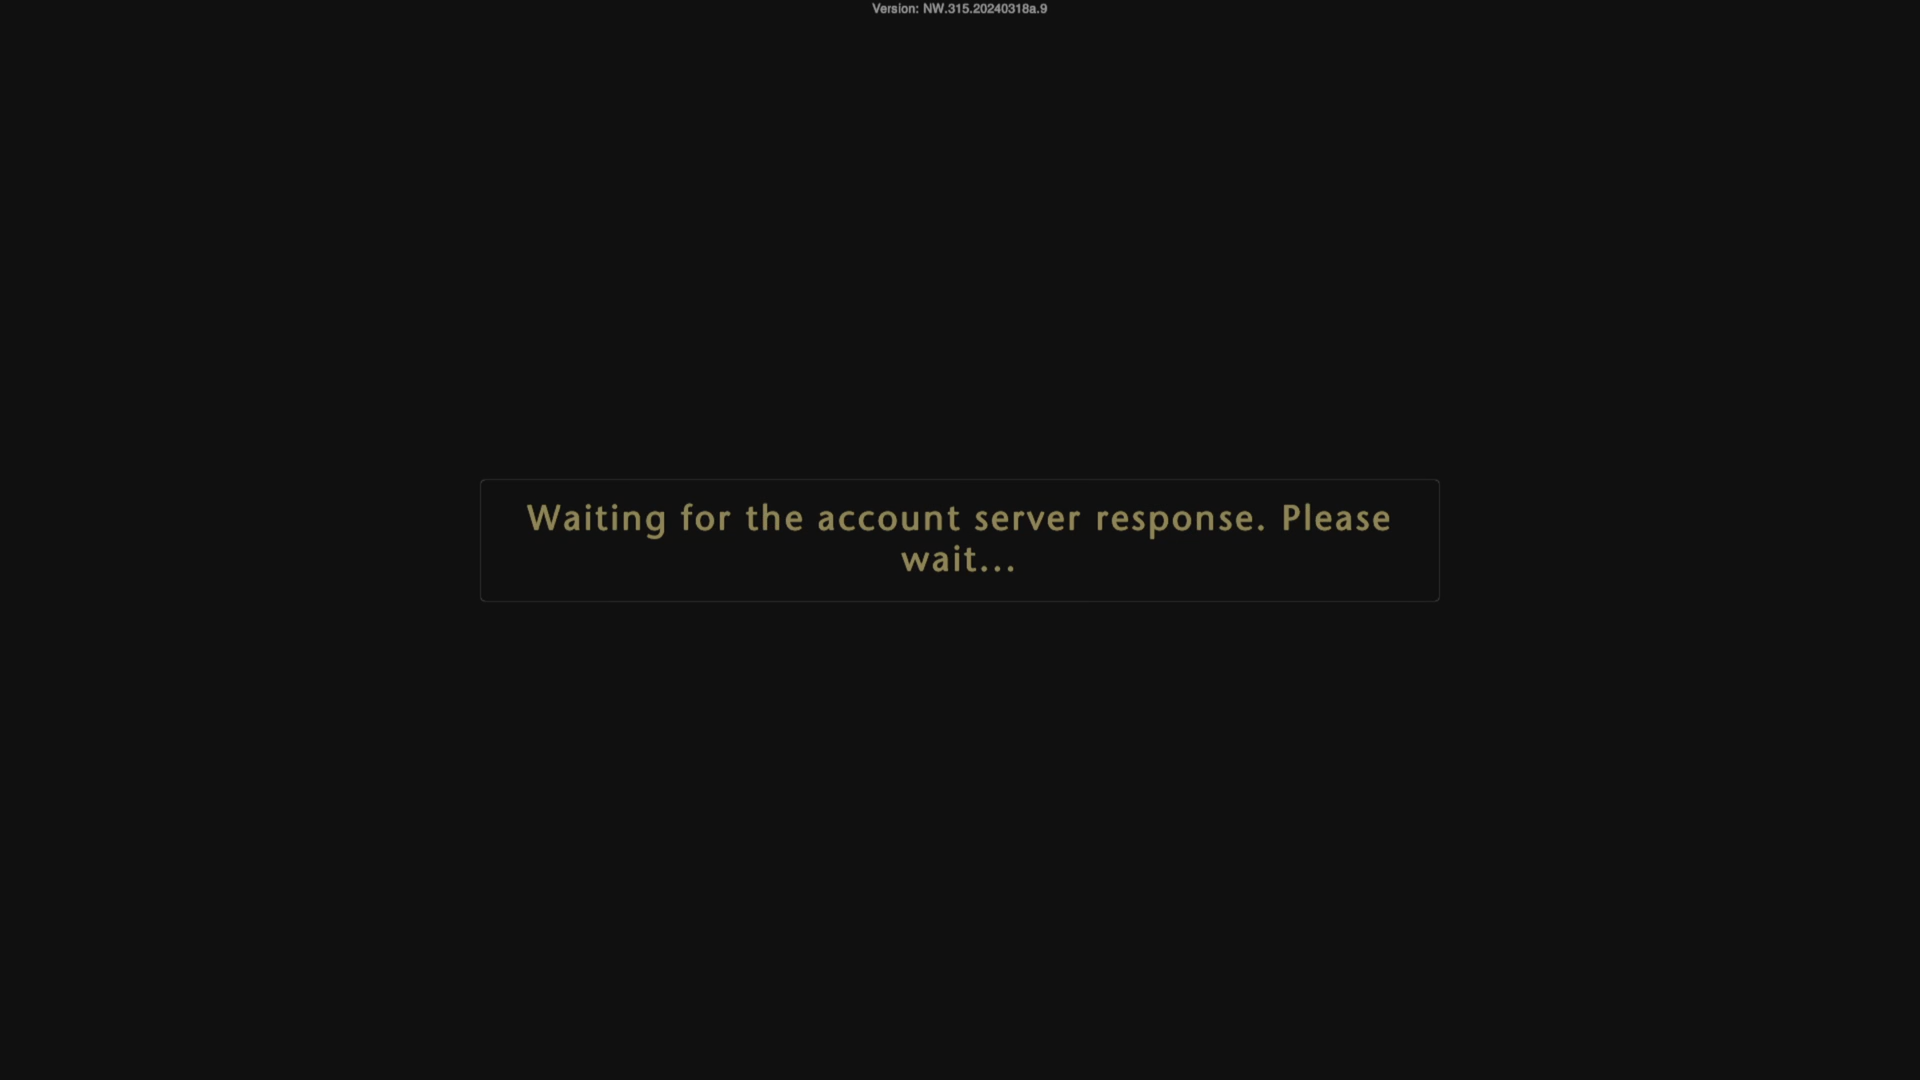 Version: NW.315.20240318a.9
Waiting for the account server response. Please
wait...